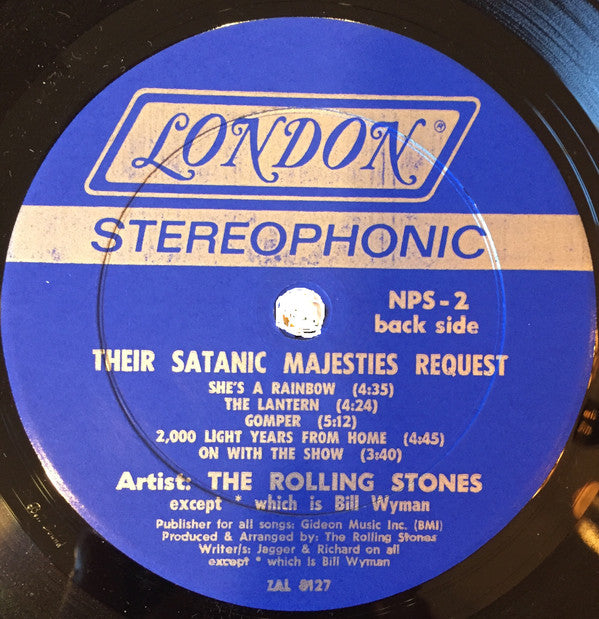 LONDON®
STEREOPHONIC
NPS-2
back side
THEIR SATANIC MAJESTIES REQUEST
SHE'S A RAINBOW (4:35)
THE LANTERN (4:24)
GOMPER (5:12)
2,000 LIGHT YEARS FROM HOME (4:45)
ON WITH THE SHOW (3:40)
Artist: THE ROLLING STONES
except * which is Bill Wyman
Publisher for all songs: Gideon Music Inc. (BMI)
Produced & Arranged by: The Rolling Stones
Writer/s: Jagger & Richard on all
except * which is Bill Wyman
ZAL 8127